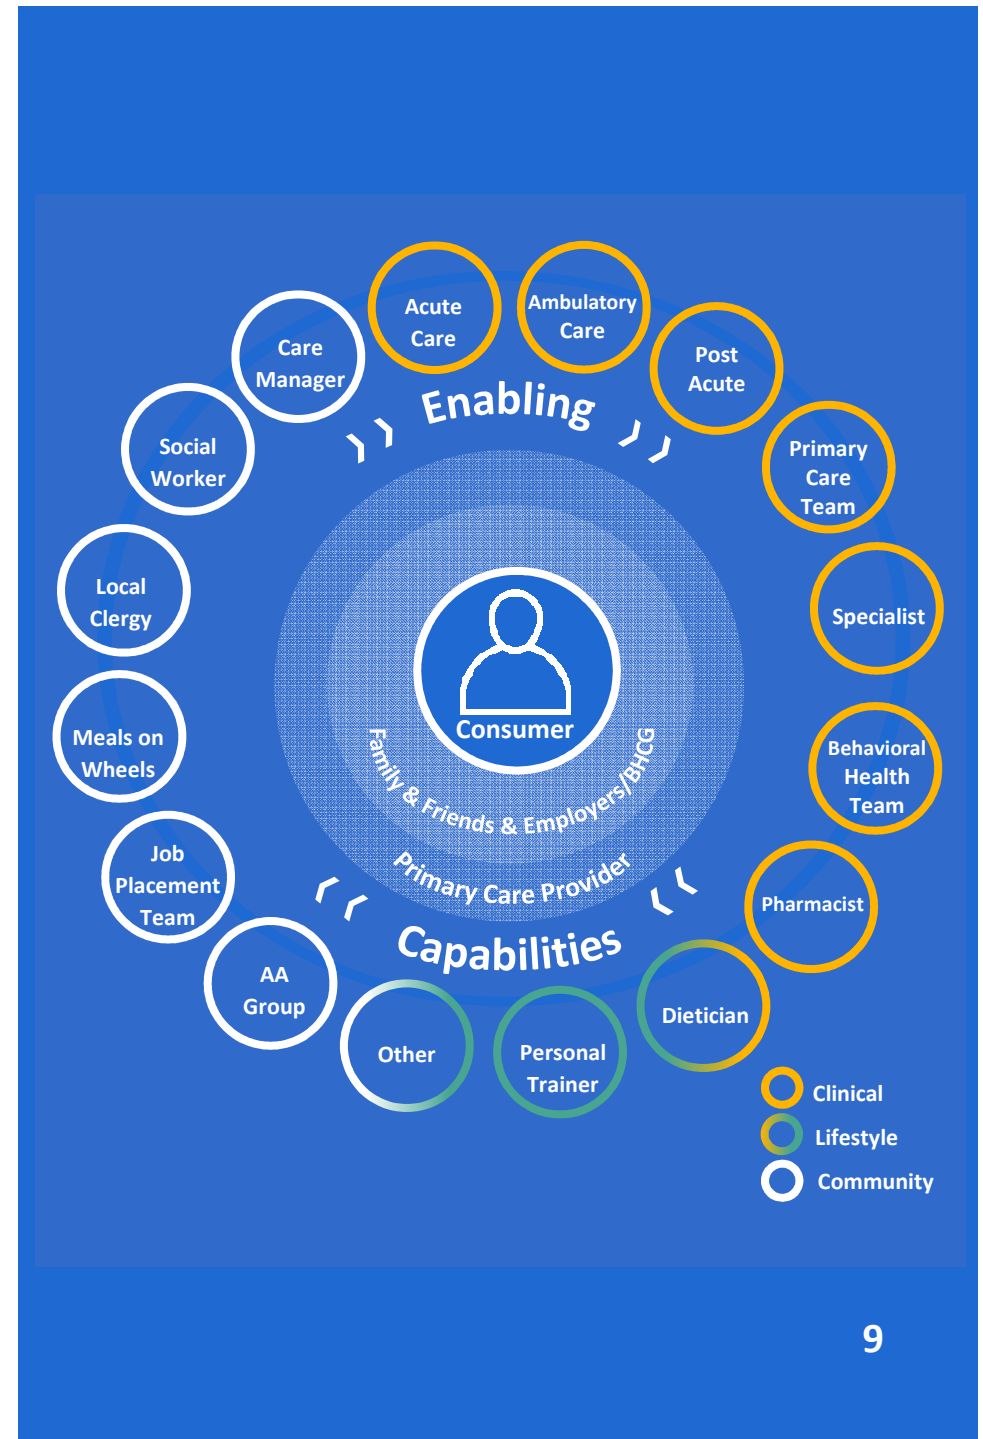 Acute
Care
Ambulatory
Care
Post
Acute
Primary
Care
Team
Specialist
Behavioral
Health
Team
Pharmacist
Dietician
Personal
Trainer
Other
AA
Group
Job
Placement
Team
Meals on
Wheels
Local
Clergy
Social
Worker
Care
Manager
Enabling
Consumer
Family & Friends & Employers/BHCG
Primary Care Provider
Capabilities
Clinical
Lifestyle
Community
9